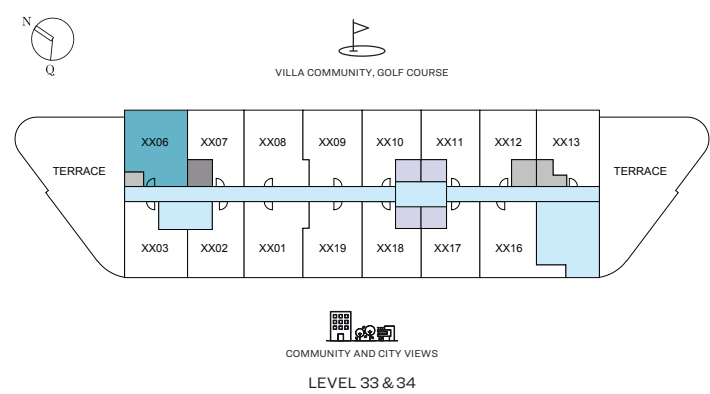 N
Q
VILLA COMMUNITY, GOLF COURSE
XX06 XX07 XX08 XX09 XX10 XX11 XX12 XX13
TERRACE TERRACE
XX03 XX02 XX01 XX19 XX18 XX17 XX16
COMMUNITY AND CITY VIEWS
LEVEL 33 & 34